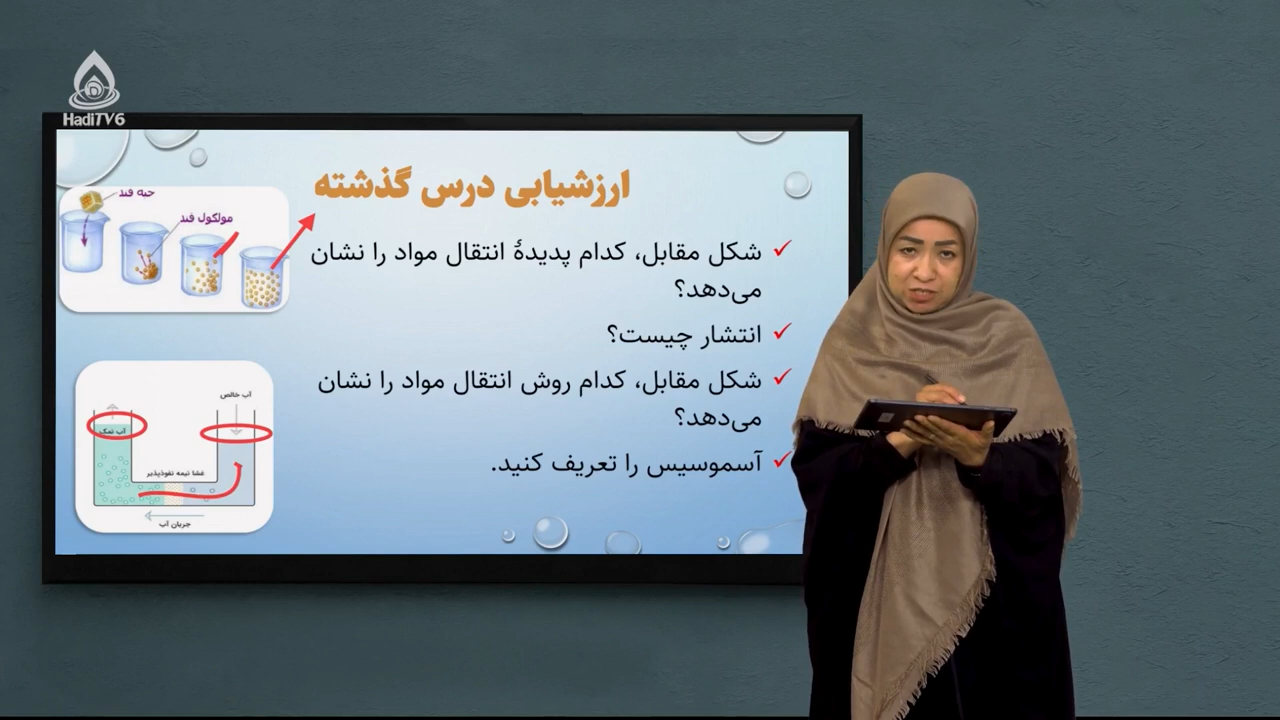 HadiTV6
ارزشیابی درس گذشته
شکل مقابل، کدام پدیدهٔ انتقال مواد را نشان
می‌دهد؟
انتشار چیست؟
شکل مقابل، کدام روش انتقال مواد را نشان
می‌دهد؟
آسموسیس را تعریف کنید.
حبه قند
مولکول قند
آب خالص
آب نمک
غشا نیمه نفوذپذیر
جریان آب